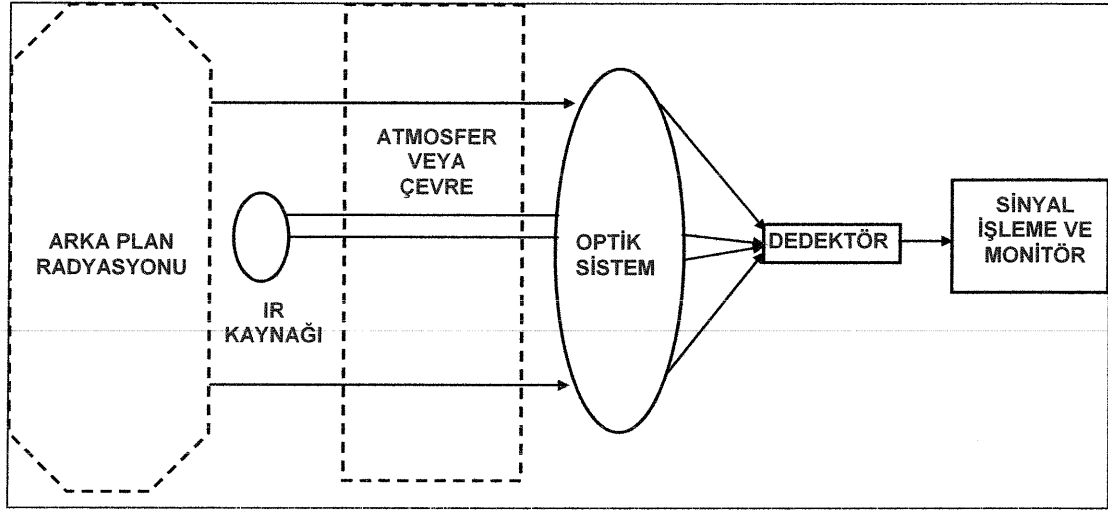 ARKA PLAN
RADYASYONU
IR
KAYNAĞI
ATMOSFER
VEYA
ÇEVRE
OPTİK
SİSTEM
DEDEKTÖR
SİNYAL
İŞLEME VE
MONİTÖR